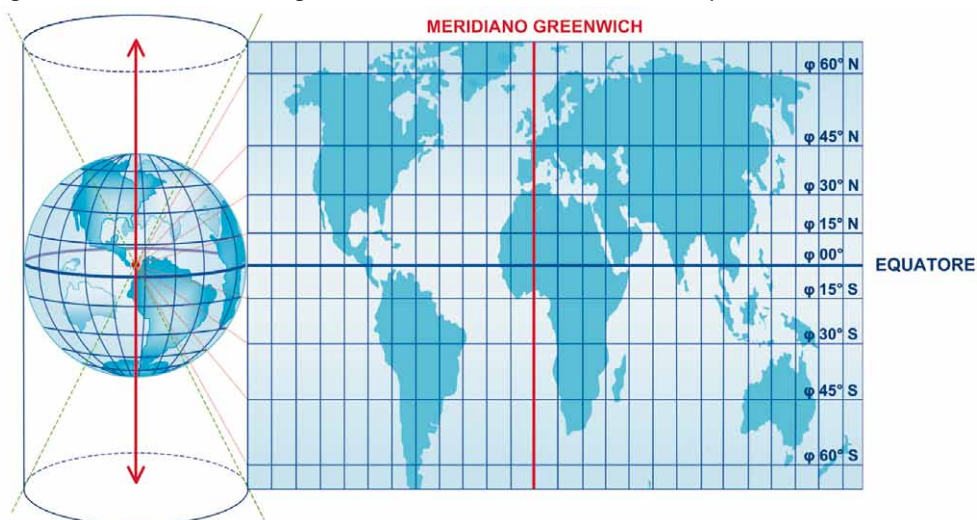 MERIDIANO GREENWICH
φ 60° N
φ 45° N
φ 30° N
φ 15° N
φ 00°
EQUATORE
φ 15° S
φ 30° S
φ 45° S
φ 60° S